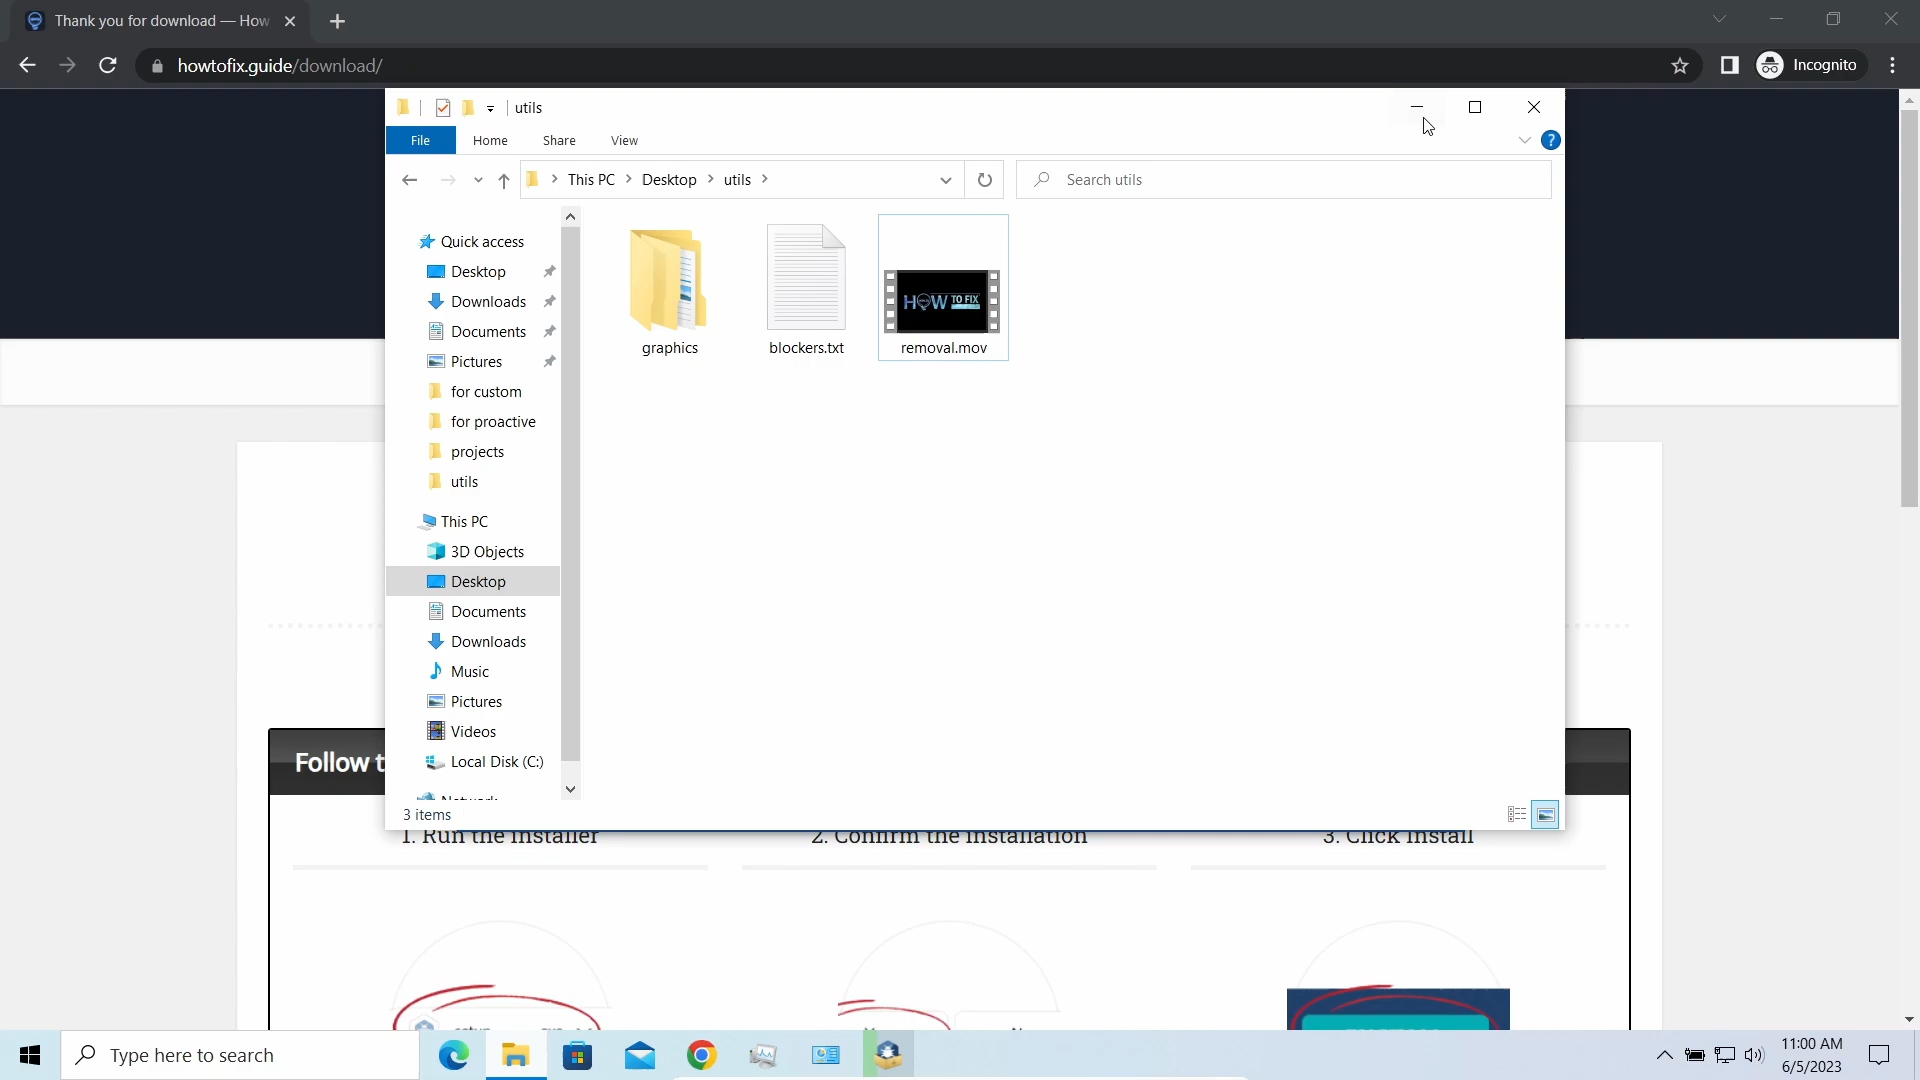 Thank you for download — How
howtofix.guide/download/
Incognito
utils
File
Home
Share
View
This PC
Desktop
utils
Search utils
Quick access
Desktop
Downloads
Documents
Pictures
for custom
for proactive
projects
utils
This PC
3D Objects
Desktop
Documents
Downloads
Music
Pictures
Videos
Local Disk (C:)
Network
graphics
blockers.txt
HOW TO FIX
removal.mov
3 items
Follow t
1. Run the installer
2. Confirm the installation
3. Click Install
Type here to search
11:00 AM
6/5/2023